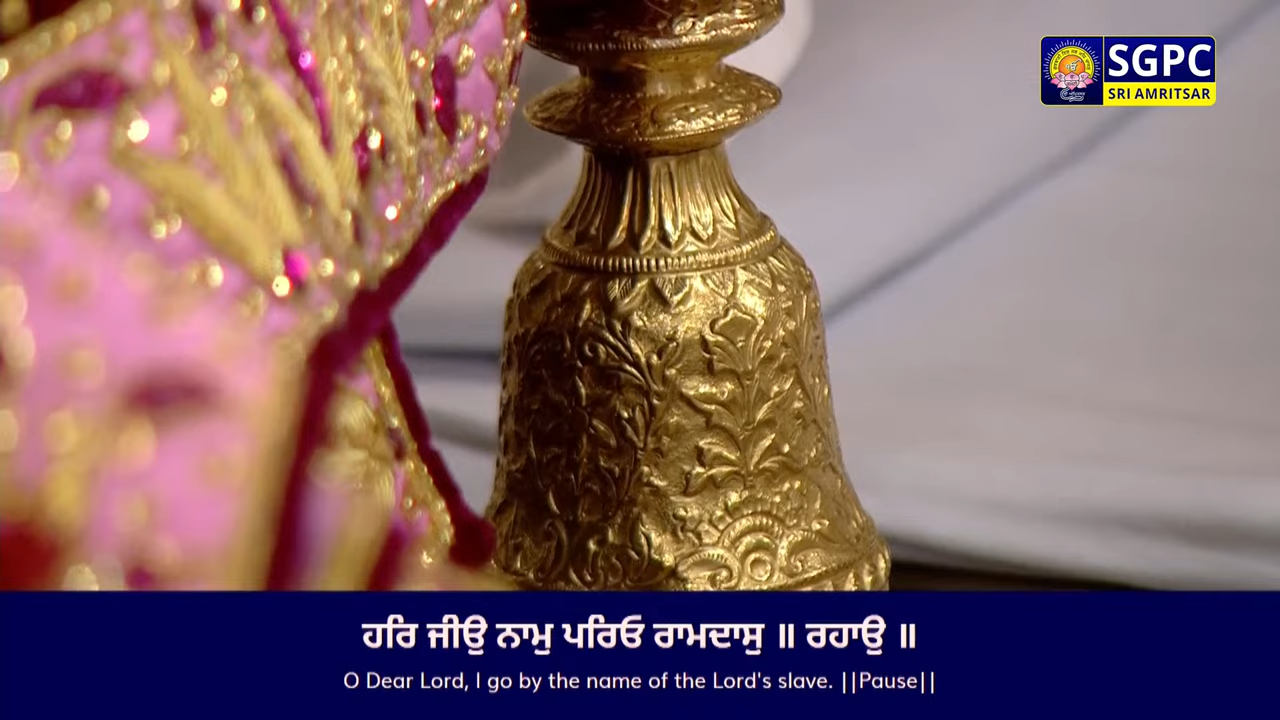 SGPC
SRI AMRITSAR
ਹਰਿ ਜੀਉ ਨਾਮੁ ਪਰਿਓ ਰਾਮਦਾਸੁ ॥ ਰਹਾਉ ॥
O Dear Lord, I go by the name of the Lord's slave. ||Pause||